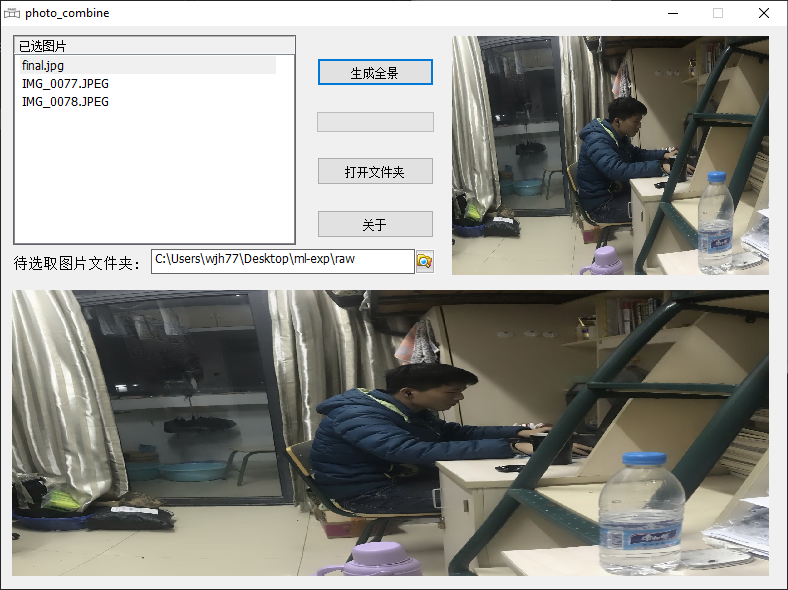 photo_combine
已选图片
final.jpg
IMG_0077.JPEG
IMG_0078.JPEG
生成全景
打开文件夹
关于
待选取图片文件夹：
C:\Users\wjh77\Desktop\ml-exp\raw